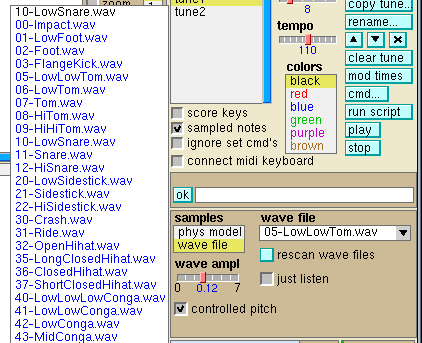 10-LowSnare.wav
00-Impact.wav
01-LowFoot.wav
02-Foot.wav
03-FlangeKick.wav
05-LowLowTom.wav
06-LowTom.wav
07-Tom.wav
08-HiTom.wav
09-HiHiTom.wav
10-LowSnare.wav
11-Snare.wav
12-HiSnare.wav
20-LowSidestick.wav
21-Sidestick.wav
22-HiSidestick.wav
30-Crash.wav
31-Ride.wav
32-OpenHihat.wav
35-LongClosedHihat.wav
36-ClosedHihat.wav
37-ShortClosedHihat.wav
40-LowLowLowConga.wav
41-LowLowConga.wav
42-LowConga.wav
43-MidConga.wav
zoom
1
tune1
tune2
score keys
sampled notes
ignore set cmd's
connect midi keyboard
8
tempo
110
colors
black
red
blue
green
purple
brown
copy tune..
rename...
clear tune
mod times
cmd...
run script
play
stop
ok
samples
phys model
wave file
wave ampl
0 0.12 7
controlled pitch
wave file
05-LowLowTom.wav
rescan wave files
just listen